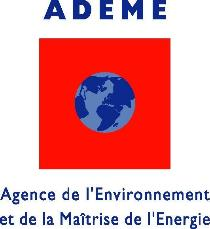 ADEME
Agence de l'Environnement
et de la Maîtrise de l'Energie